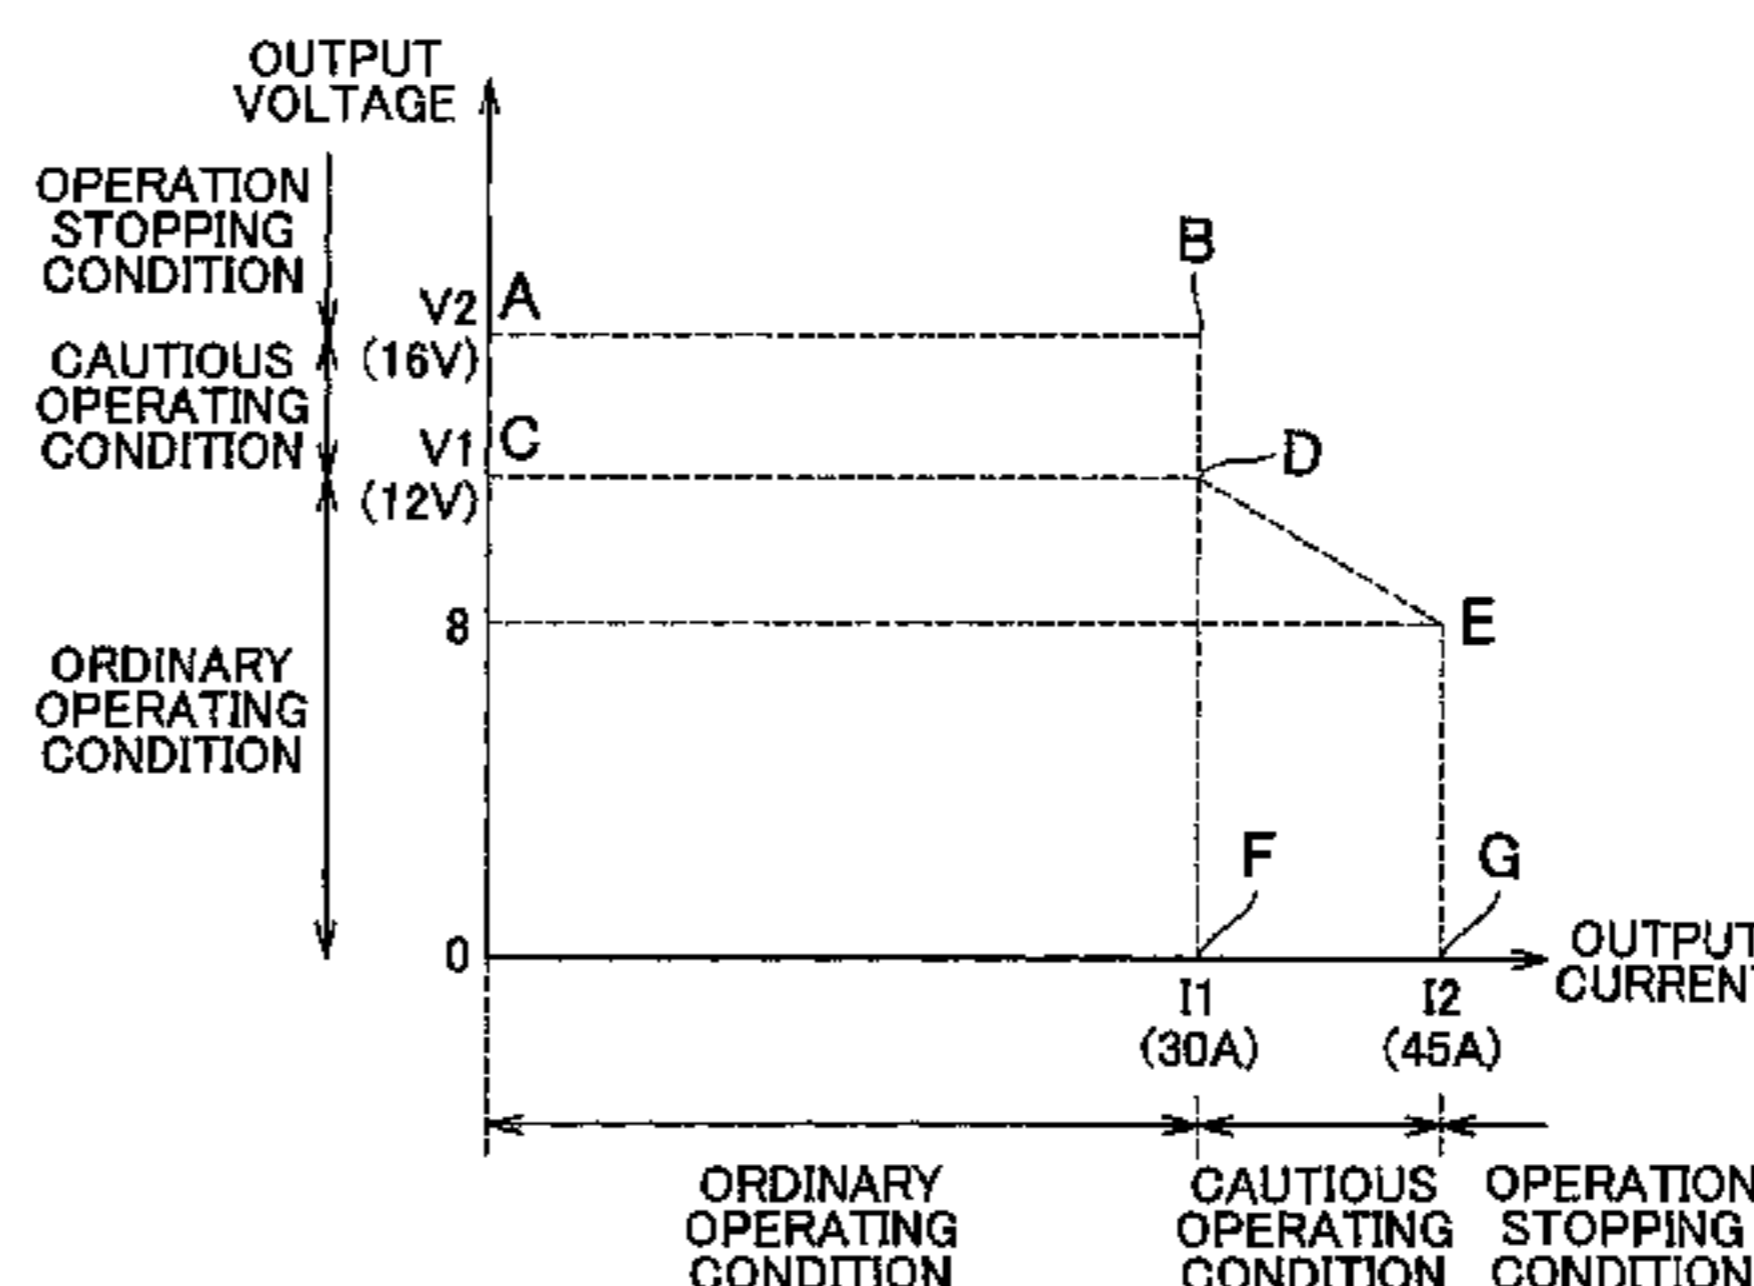 OUTPUT
VOLTAGE
OPERATION
STOPPING
CONDITION
CAUTIOUS
OPERATING
CONDITION
ORDINARY
OPERATING
CONDITION
V2
(16V)
V1
(12V)
8
0
A
B
C
D
E
F
G
OUTPUT
CURRENT
I1
(30A)
I2
(45A)
ORDINARY
OPERATING
CONDITION
CAUTIOUS
OPERATING
CONDITION
OPERATION
STOPPING
CONDITION